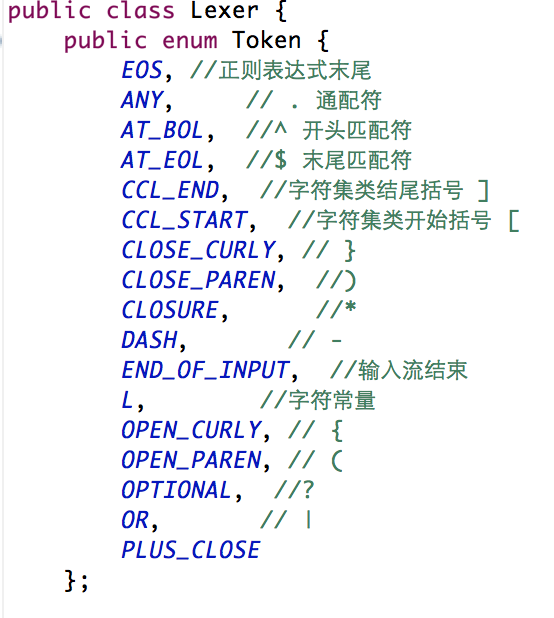 public class Lexer {
    public enum Token {
        EOS, //正则表达式末尾
        ANY,     // . 通配符
        AT_BOL,  //^ 开头匹配符
        AT_EOL,  //$ 末尾匹配符
        CCL_END,  //字符集类结尾括号 ]
        CCL_START,  //字符集类开始括号 [
        CLOSE_CURLY, // }
        CLOSE_PAREN,  //)
        CLOSURE,      //*
        DASH,       // -
        END_OF_INPUT,  //输入流结束
        L,        //字符常量
        OPEN_CURLY, // {
        OPEN_PAREN, // (
        OPTIONAL,  //?
        OR,       // |
        PLUS_CLOSE
    };